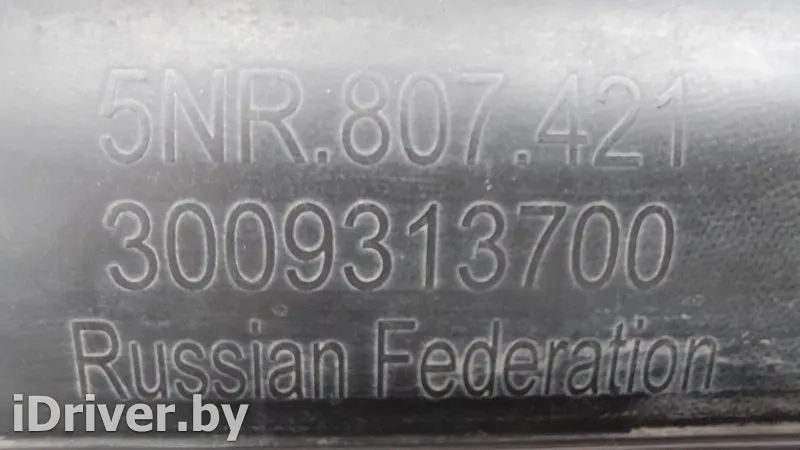 5NR.807.421
3009313700
Russian Federation
iDriver.by